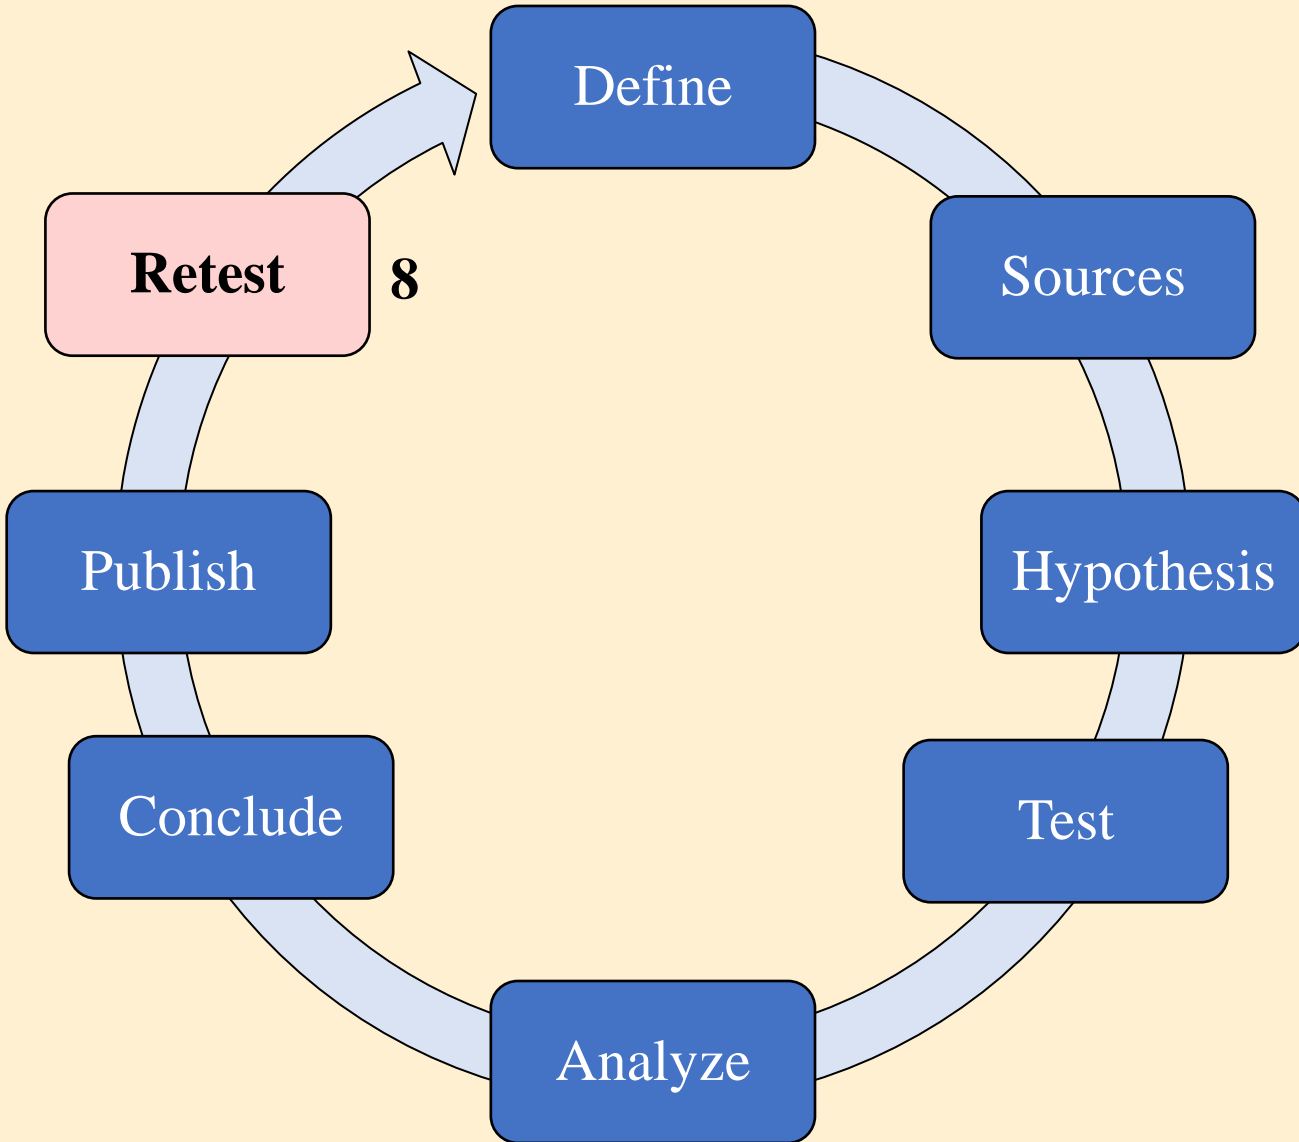 Define
Sources
Hypothesis
Test
Analyze
Conclude
Publish
Retest
8